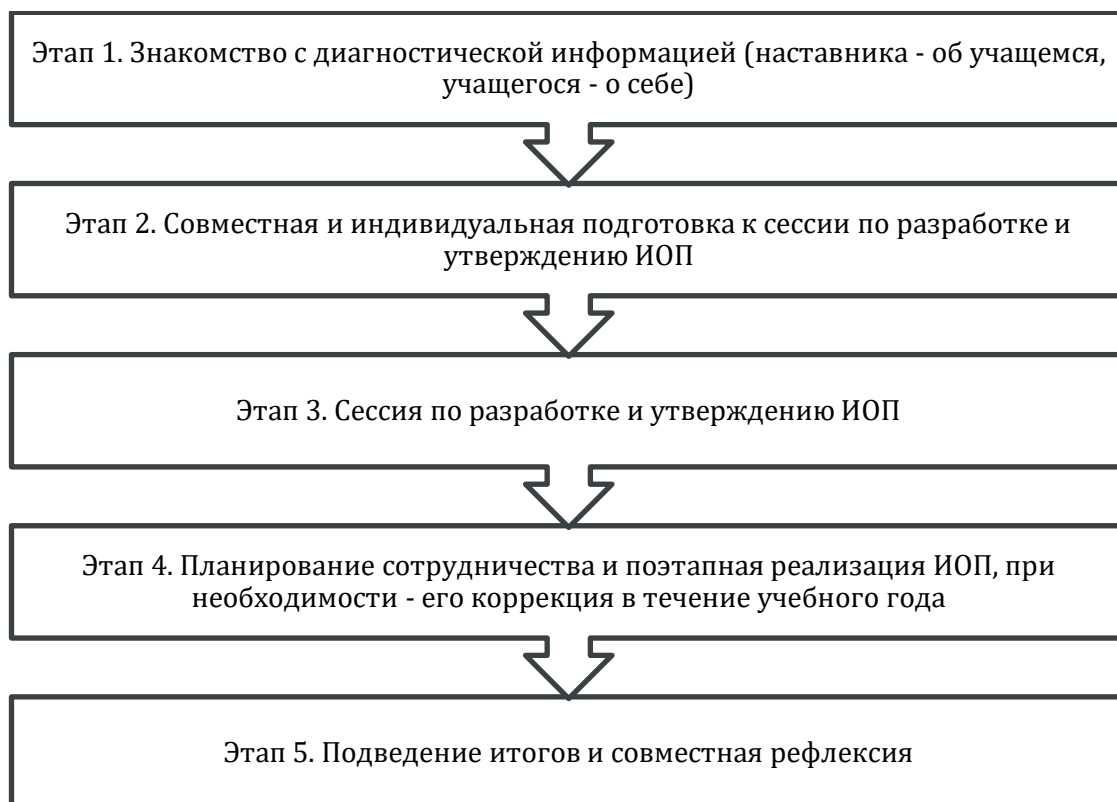 Этап 1. Знакомство с диагностической информацией (наставника - об учащемся,
учащегося - о себе)
Этап 2. Совместная и индивидуальная подготовка к сессии по разработке и
утверждению ИОП
Этап 3. Сессия по разработке и утверждению ИОП
Этап 4. Планирование сотрудничества и поэтапная реализация ИОП, при
необходимости - его коррекция в течение учебного года
Этап 5. Подведение итогов и совместная рефлексия